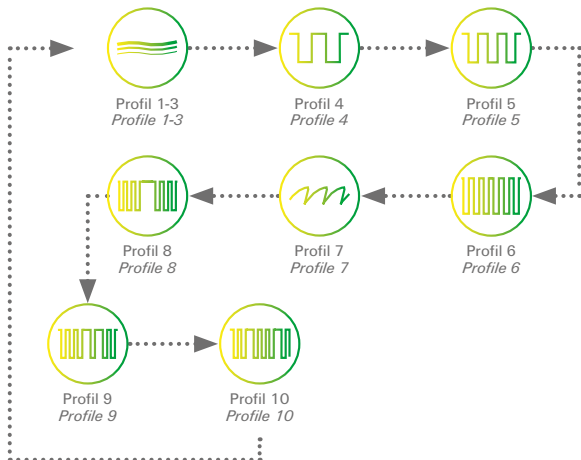 Profil 1-3
Profile 1-3
Profil 4
Profile 4
Profil 5
Profile 5
Profil 8
Profile 8
Profil 7
Profile 7
Profil 6
Profile 6
Profil 9
Profile 9
Profil 10
Profile 10